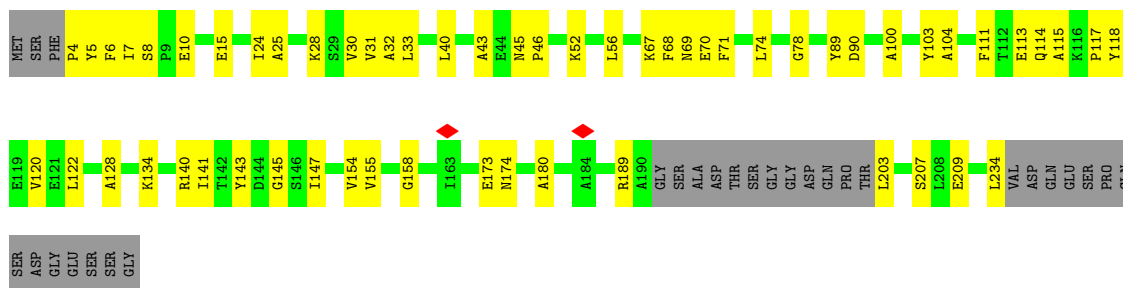 MET SER PHE P4 Y5 F6 I7 S8 P9 E10 E15 I24 A25 K28 S29 V30 V31 A32 L33 L40 A43 E44 N45 P46 K52 L56 K67 F68 N69 E70 F71 L74 G78 Y89 D90 A100 Y103 A104 F111 T112 E113 Q114 A115 K116 P117 Y118
E119 V120 E121 L122 A128 K134 R140 I141 T142 Y143 D144 G145 S146 I147 V154 V155 G158 I163 E173 N174 A180 A184 R189 A190 GLY SER ALA ASP THR SER GLY GLY ASP GLN PRO THR L203 S207 L208 E209 L234 VAL ASP GLN GLU SER PRO GLN
SER ASP GLY GLU SER SER GLY